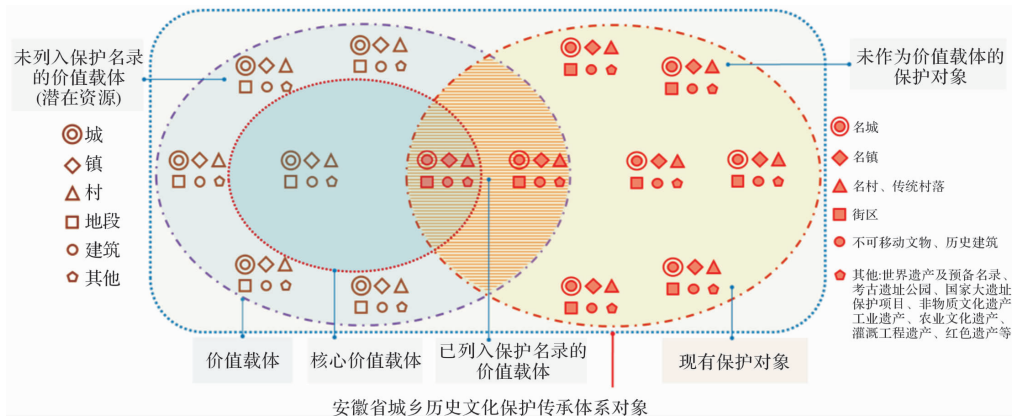 未列入保护名录
的价值载体
(潜在资源)
城
镇
村
地段
建筑
其他
未作为价值载体的
保护对象
名城
名镇
名村、传统村落
街区
不可移动文物、历史建筑
其他:世界遗产及预备名录、
考古遗址公园、国家大遗址
保护项目、非物质文化遗产
工业遗产、农业文化遗产、
灌溉工程遗产、红色遗产等
价值载体
核心价值载体
已列入保护名录的
价值载体
现有保护对象
安徽省城乡历史文化保护传承体系对象